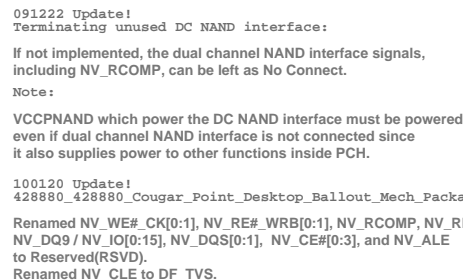 091222 Update!
Terminating unused DC NAND interface:
If not implemented, the dual channel NAND interface signals,
including NV_RCOMP, can be left as No Connect.
Note:
VCCPNAND which power the DC NAND interface must be powered
even if dual channel NAND interface is not connected since
it also supplies power to other functions inside PCH.
100120 Update!
428880_428880_Cougar_Point_Desktop_Ballout_Mech_Packa
Renamed NV_WE#_CK[0:1], NV_RE#_WRB[0:1], NV_RCOMP, NV_R
NV_DQ9 / NV_IO[0:15], NV_DQS[0:1], NV_CE#[0:3], and NV_ALE
to Reserved(RSVD).
Renamed NV_CLE to DF_TVS.